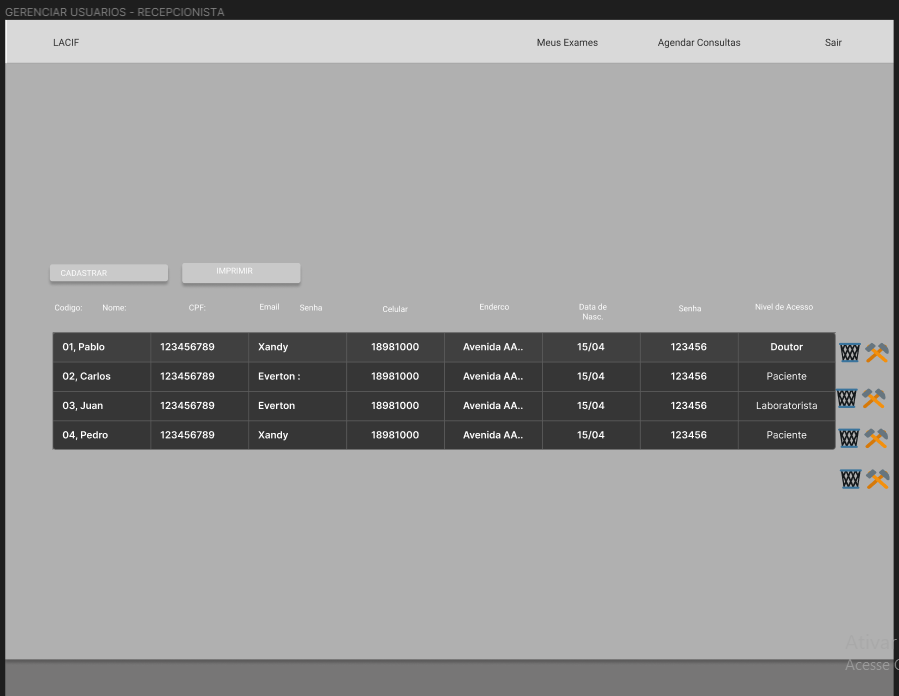 GERENCIAR USUARIOS - RECEPCIONISTA
LACIF Meus Exames Agendar Consultas Sair
CADASTRAR IMPRIMIR
Codigo: Nome: CPF: Email Senha Celular Enderco Data de Nasc. Senha Nivel de Acesso
01, Pablo 123456789 Xandy 18981000 Avenida AA.. 15/04 123456 Doutor
02, Carlos 123456789 Everton : 18981000 Avenida AA.. 15/04 123456 Paciente
03, Juan 123456789 Everton 18981000 Avenida AA.. 15/04 123456 Laboratorista
04, Pedro 123456789 Xandy 18981000 Avenida AA.. 15/04 123456 Paciente
Ativar
Acesse